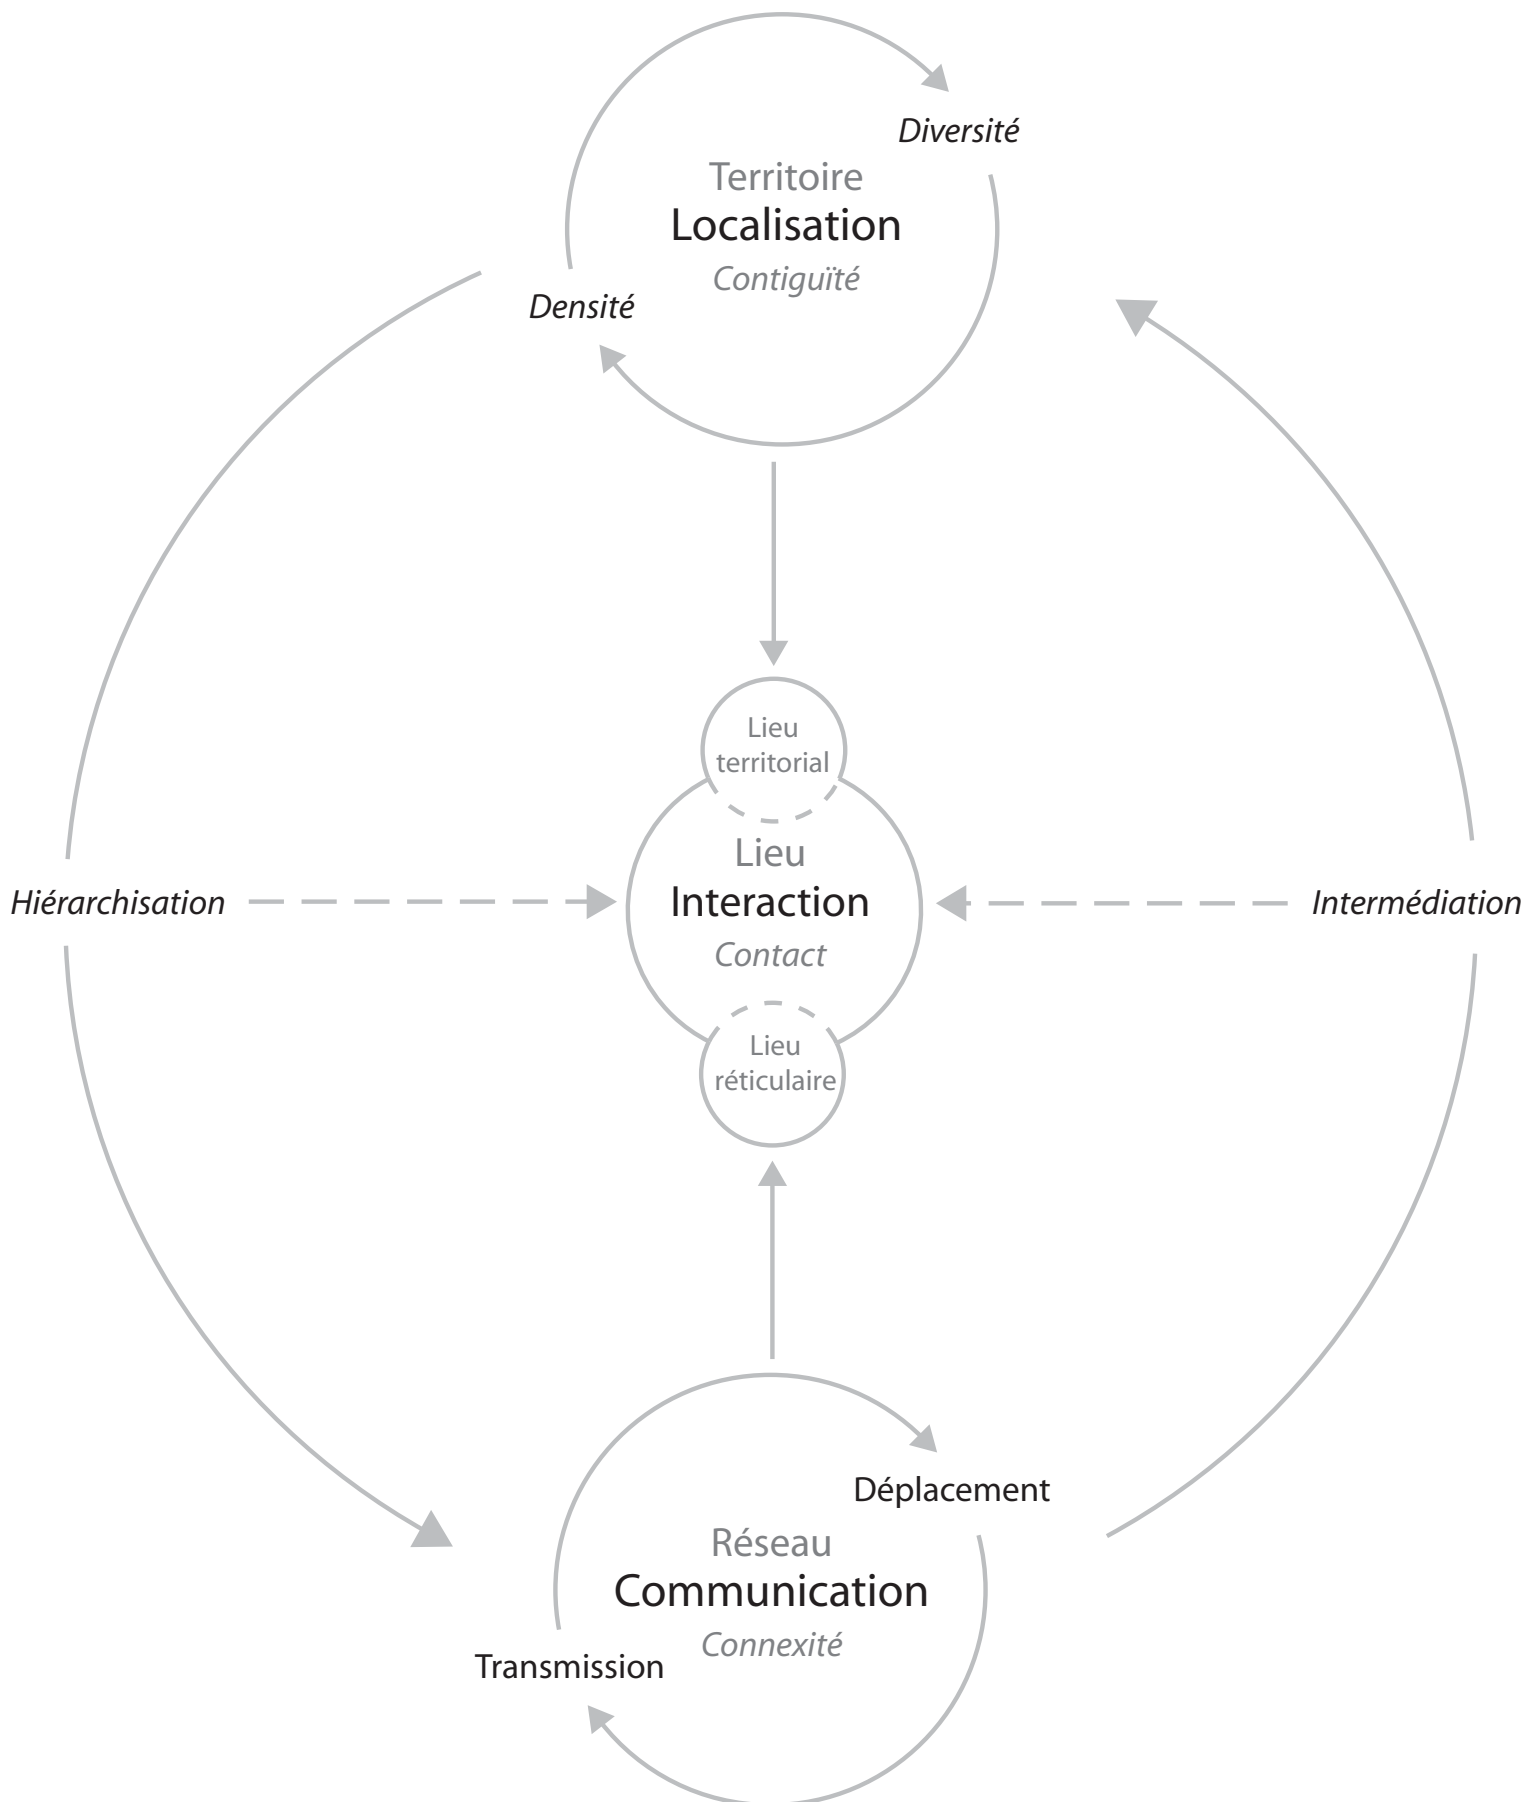 Diversité
Territoire
Localisation
Contiguïté
Densité
Lieu
territorial
Lieu
Interaction
Contact
Hiérarchisation
Intermédiation
Lieu
réticulaire
Déplacement
Réseau
Communication
Connexité
Transmission